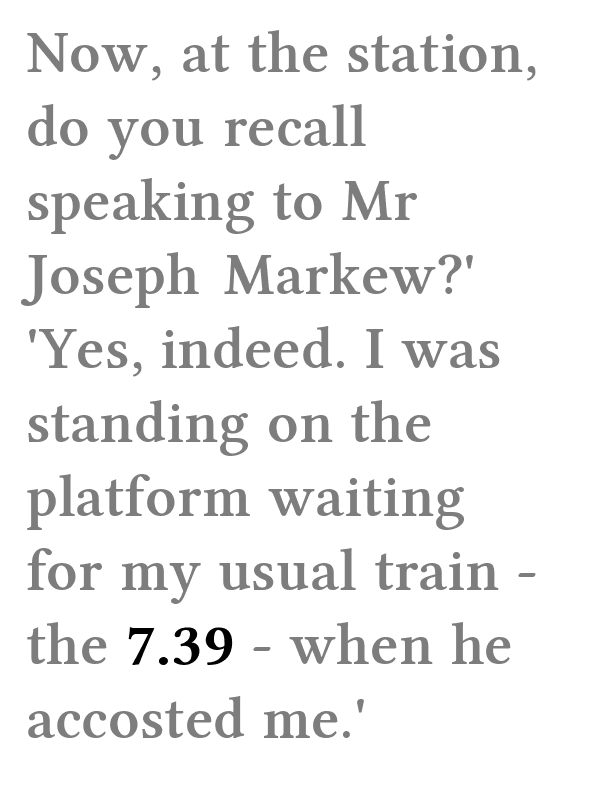 Now, at the station,
do you recall
speaking to Mr
Joseph Markew?'
'Yes, indeed. I was
standing on the
platform waiting
for my usual train -
the 7.39 - when he
accosted me.'